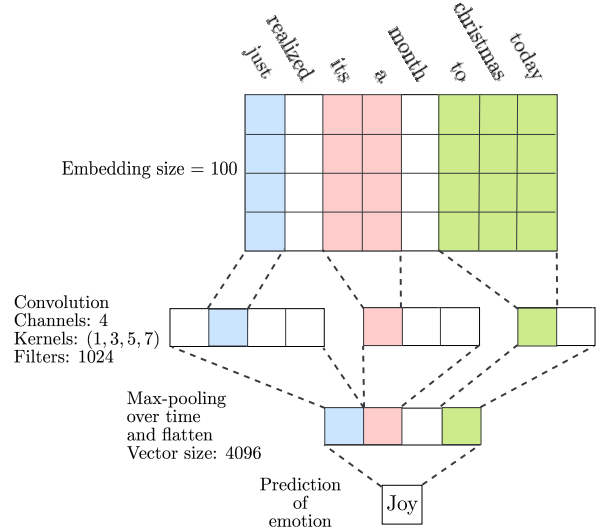 just realized its a month to christmas today
Embedding size = 100
Convolution
Channels: 4
Kernels: (1, 3, 5, 7)
Filters: 1024
Max-pooling
over time
and flatten
Vector size: 4096
Prediction
of
emotion
Joy